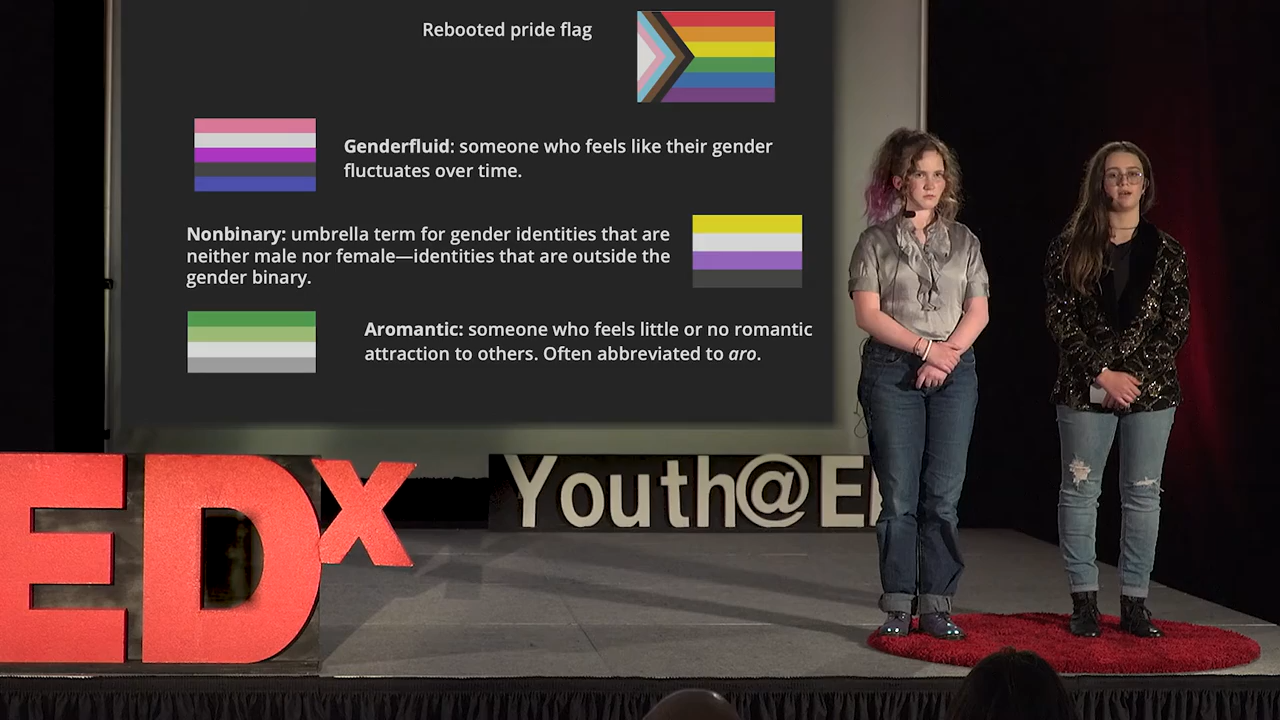 Rebooted pride flag
Genderfluid: someone who feels like their gender
fluctuates over time.
Nonbinary: umbrella term for gender identities that are
neither male nor female—identities that are outside the
gender binary.
Aromantic: someone who feels little or no romantic
attraction to others. Often abbreviated to aro.
EDx
Youth@E